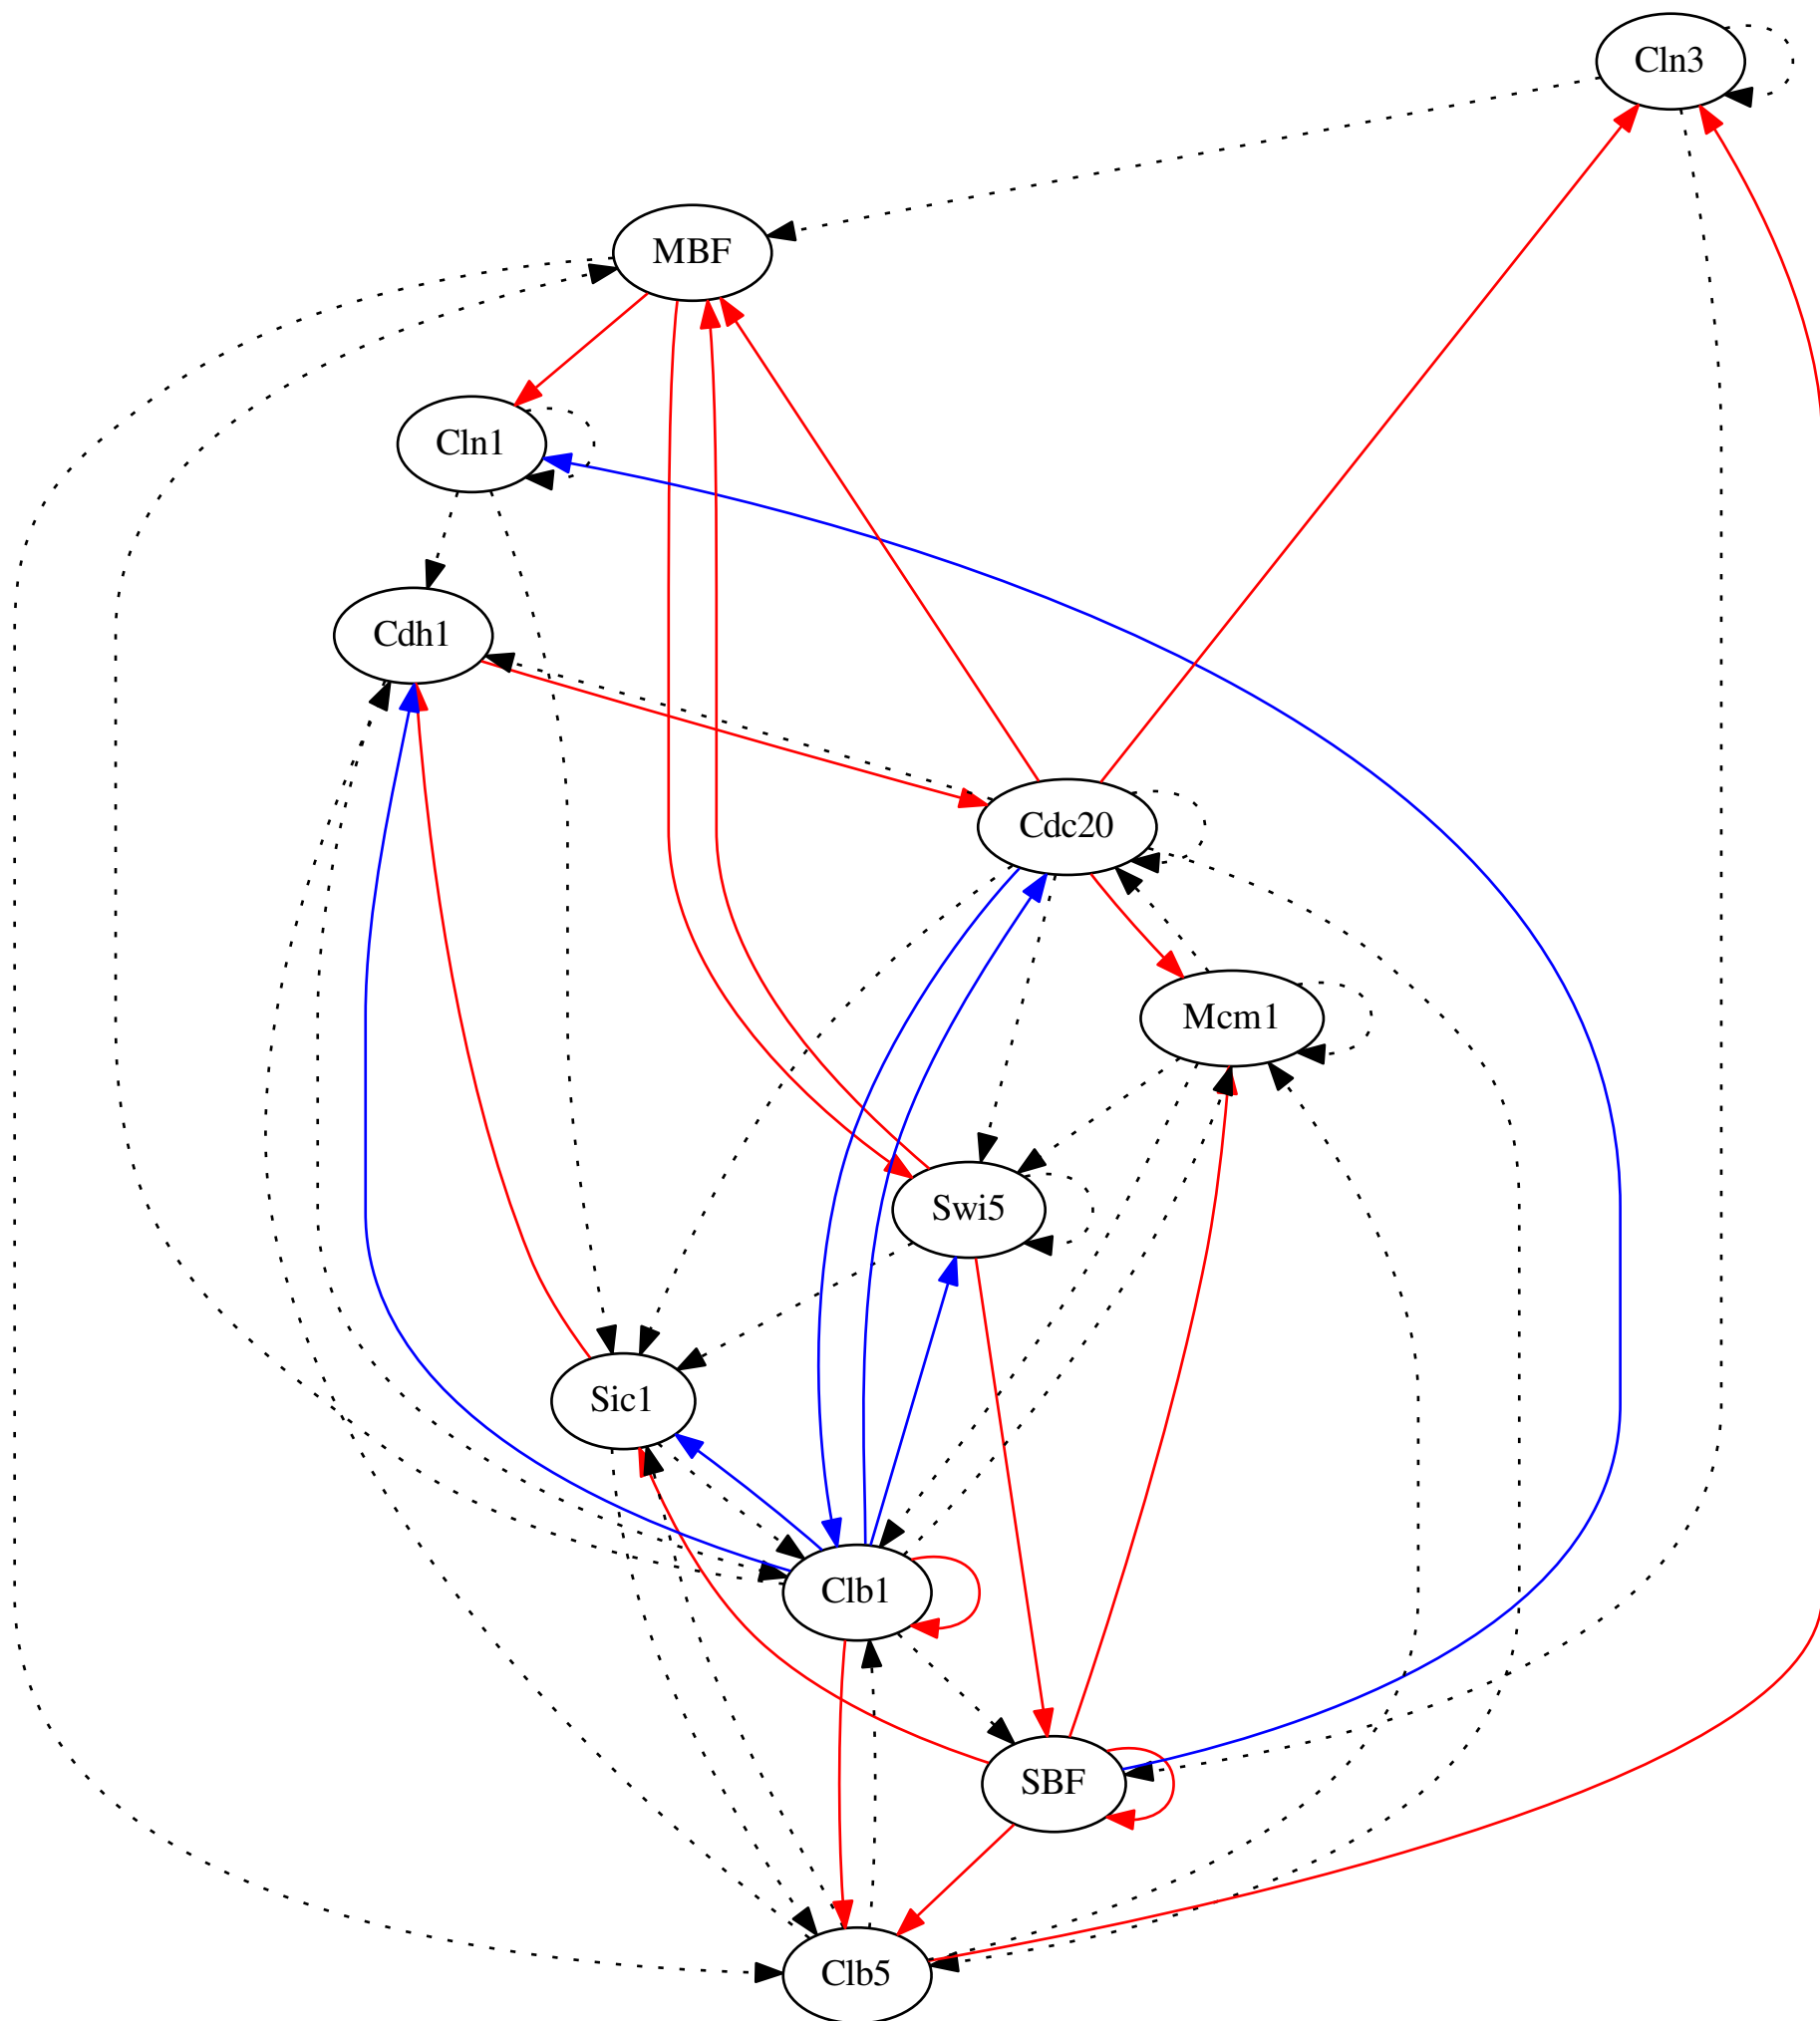 Cln3
MBF
Cln1
Cdh1
Cdc20
Mcm1
Swi5
Sic1
Clb1
SBF
Clb5